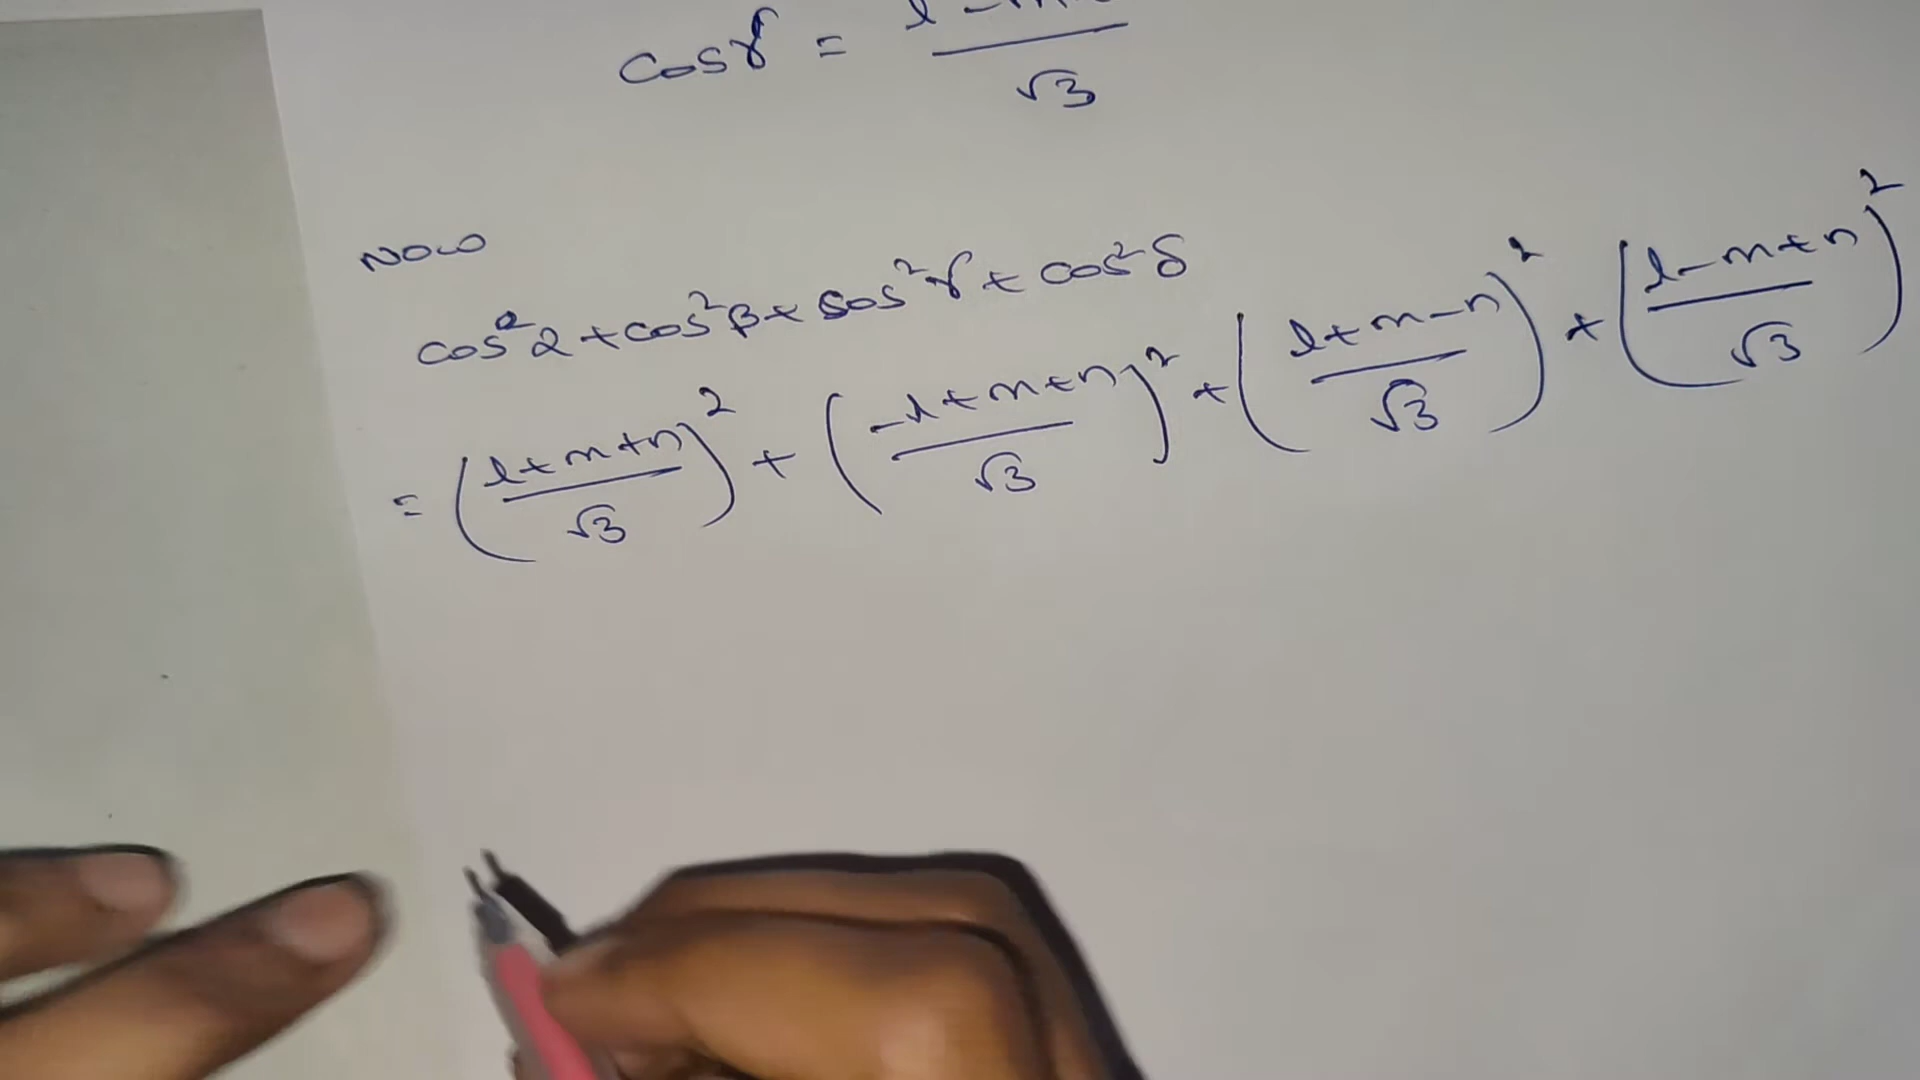 cosγ = l - m
√3
Now
cos²α + cos²β + cos²γ + cos²δ
= ((l+m+n)/√3)² + ((-l+m+n)/√3)² + ((l+m-n)/√3)² + ((l-m+n)/√3)²